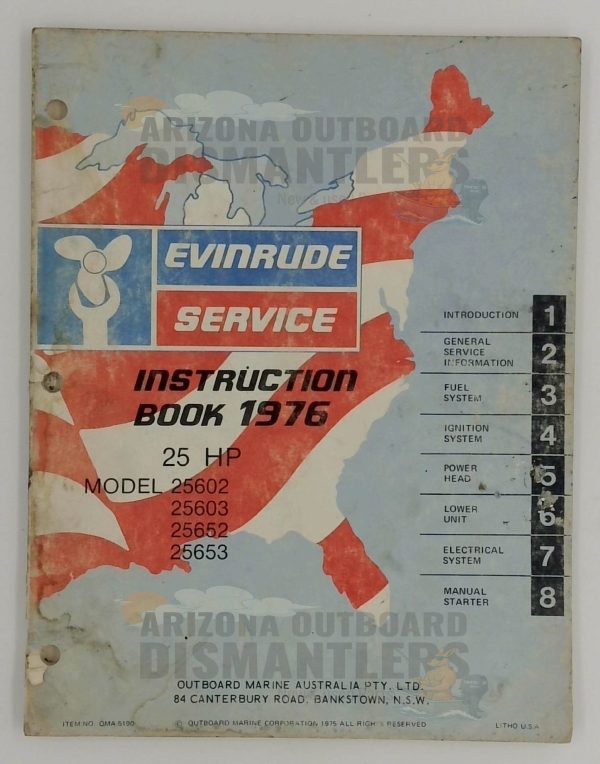 ARIZONA OUTBOARD
DISMANTLERS
EVINRUDE
SERVICE
INSTRUCTION
BOOK 1976
25 HP
MODEL 25602
25603
25652
25653
INTRODUCTION 1
GENERAL
SERVICE
INFORMATION 2
FUEL
SYSTEM 3
IGNITION
SYSTEM 4
POWER
HEAD 5
LOWER
UNIT 6
ELECTRICAL
SYSTEM 7
MANUAL
STARTER 8
ARIZONA OUTBOARD
DISMANTLERS
OUTBOARD MARINE AUSTRALIA PTY. LTD.
84 CANTERBURY ROAD, BANKSTOWN, N.S.W.
ITEM NO. OMA-5190 © OUTBOARD MARINE CORPORATION 1975 ALL RIGHTS RESERVED LITHO U.S.A